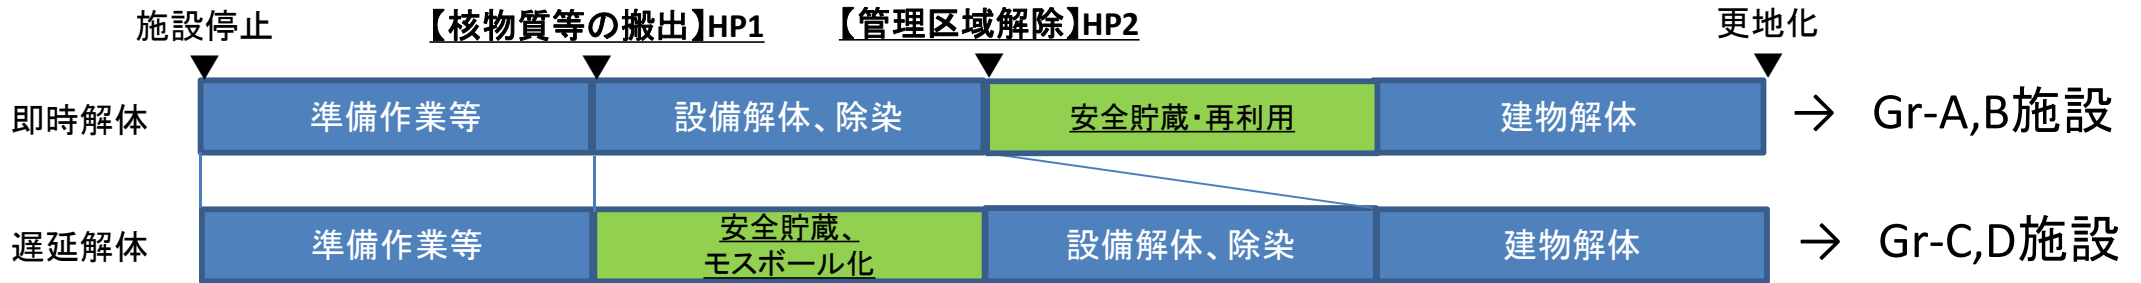 施設停止
【核物質等の搬出】HP1
【管理区域解除】HP2
更地化
即時解体
準備作業等
設備解体、除染
安全貯蔵・再利用
建物解体
→ Gr-A,B施設
遅延解体
準備作業等
安全貯蔵、
モスボール化
設備解体、除染
建物解体
→ Gr-C,D施設